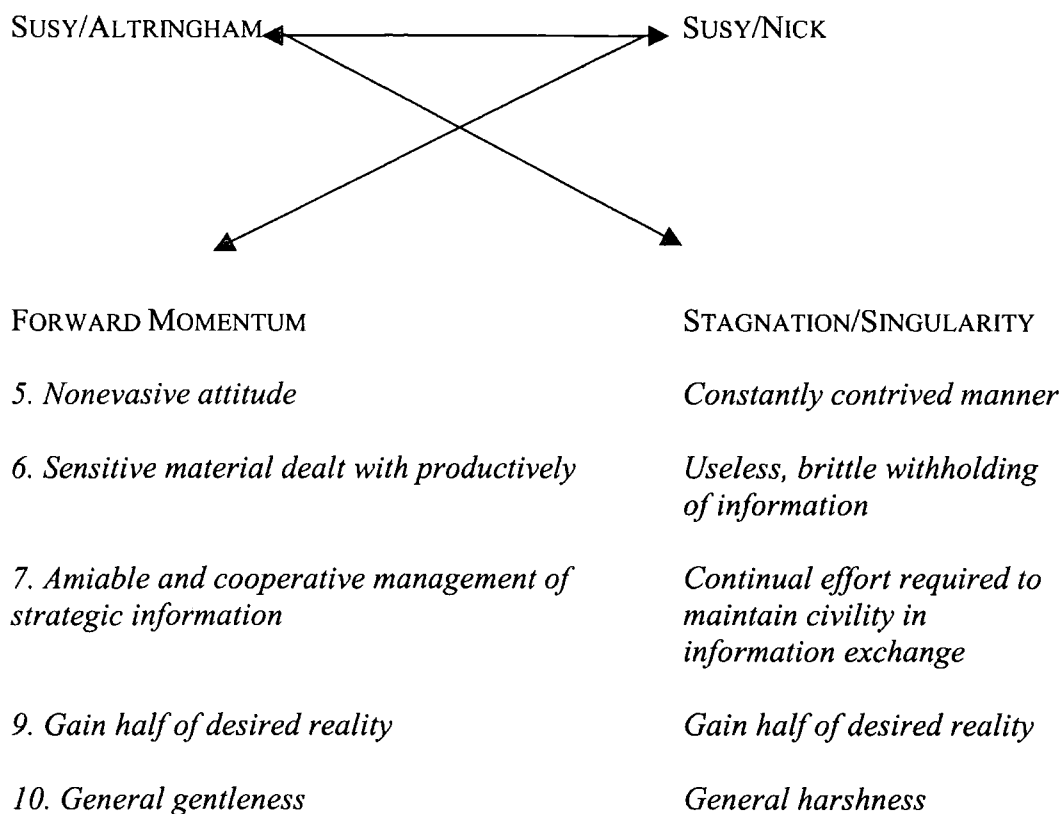 SUSY/ALTRINGHAM SUSY/NICK
FORWARD MOMENTUM STAGNATION/SINGULARITY
5. Nonevasive attitude Constantly contrived manner
6. Sensitive material dealt with productively Useless, brittle withholding
of information
7. Amiable and cooperative management of Continual effort required to
strategic information maintain civility in
information exchange
9. Gain half of desired reality Gain half of desired reality
10. General gentleness General harshness